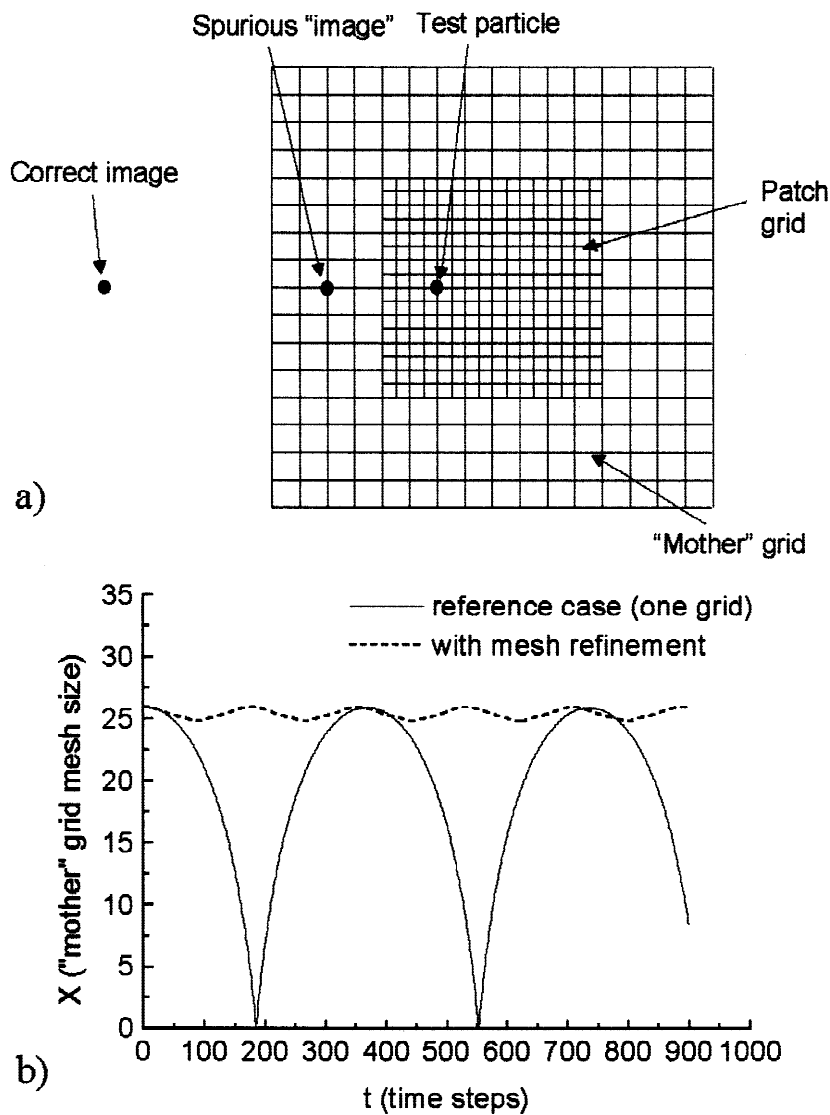 Spurious "image"
Test particle
Correct image
Patch
grid
"Mother" grid
a)
35
30
25
20
15
10
5
0
X ("mother" grid mesh size)
reference case (one grid)
with mesh refinement
0 100 200 300 400 500 600 700 800 900 1000
t (time steps)
b)